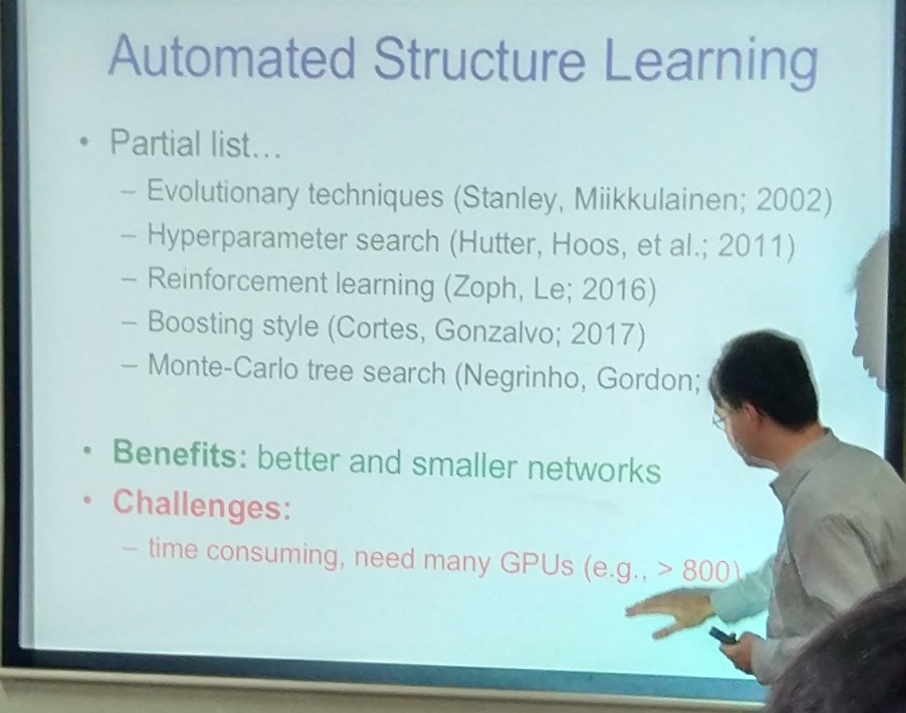 Automated Structure Learning
• Partial list…
– Evolutionary techniques (Stanley, Miikkulainen; 2002)
– Hyperparameter search (Hutter, Hoos, et al.; 2011)
– Reinforcement learning (Zoph, Le; 2016)
– Boosting style (Cortes, Gonzalvo; 2017)
– Monte-Carlo tree search (Negrinho, Gordon;
• Benefits: better and smaller networks
• Challenges:
– time consuming, need many GPUs (e.g., > 800)